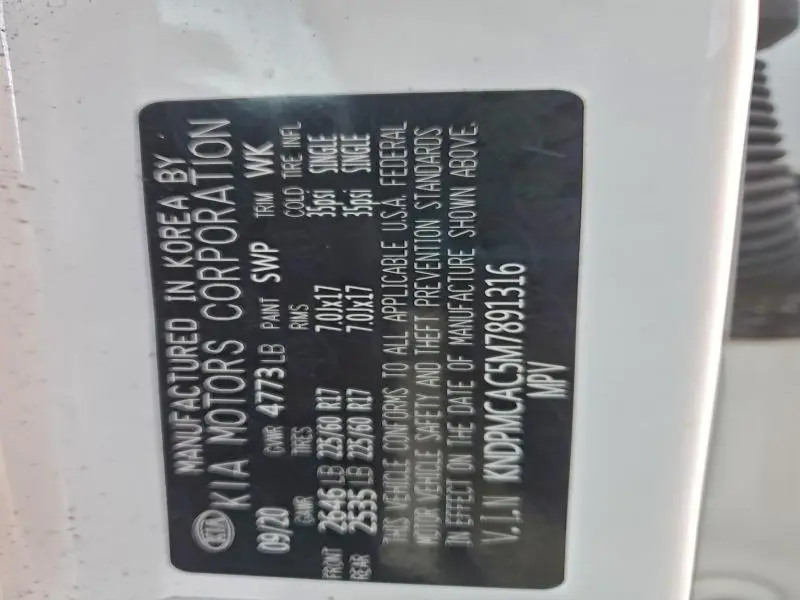 MANUFACTURED IN KOREA BY
KIA KIA MOTORS CORPORATION
09/20 GVWR 4773 LB PAINT SWP TRIM WK
GAWR TIRES RIMS COLD TIRE INFL
FRONT 2646 LB 225/60 R17 7.0Jx17 35psi SINGLE
REAR 2535 LB 225/60 R17 7.0Jx17 35psi SINGLE
THIS VEHICLE CONFORMS TO ALL APPLICABLE U.S.A. FEDERAL
MOTOR VEHICLE SAFETY AND THEFT PREVENTION STANDARDS
IN EFFECT ON THE DATE OF MANUFACTURE SHOWN ABOVE.
V.I.N KNDPMCAC5M7891316
MPV